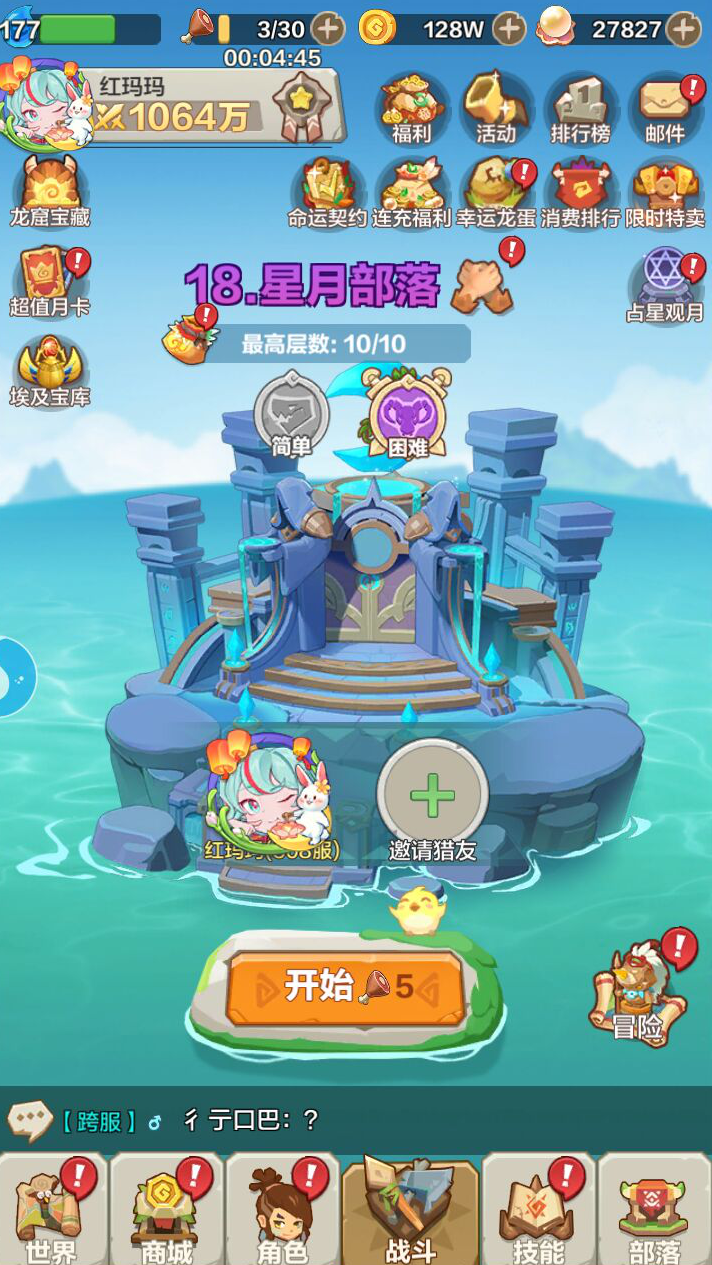 177
3/30
128W
27827
00:04:45
红玛玛
1064万
福利
活动
排行榜
邮件
龙窟宝藏
命运契约
连充福利
幸运龙蛋
消费排行
限时特卖
超值月卡
18.星月部落
占星观月
最高层数: 10/10
埃及宝库
简单
困难
红玛玛
服)
邀请猎友
开始 5
冒险
【跨服】♂ 彳亍口巴：？
世界
商城
角色
战斗
技能
部落